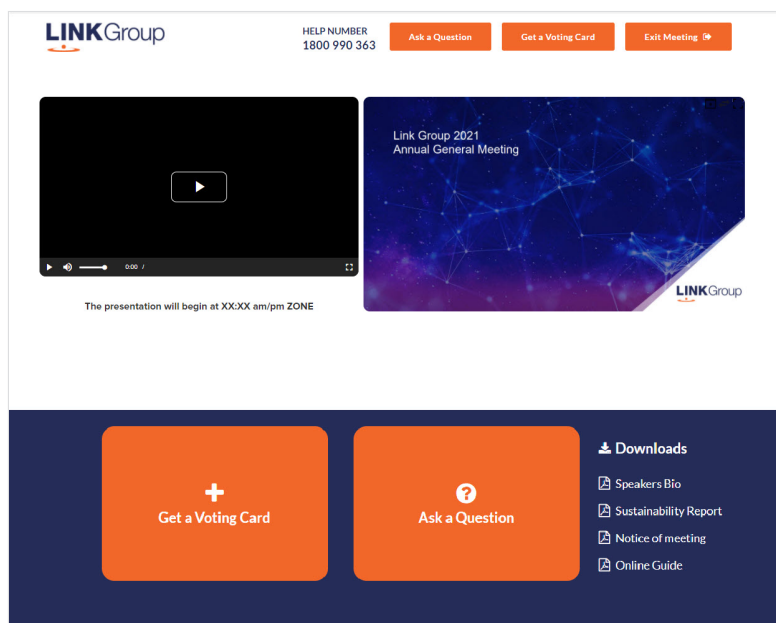 LINKGroup
HELP NUMBER
1800 990 363
Ask a Question
Get a Voting Card
Exit Meeting
Link Group 2021
Annual General Meeting
LINKGroup
0:00 /
The presentation will begin at XX:XX am/pm ZONE
Get a Voting Card
Ask a Question
Downloads
Speakers Bio
Sustainability Report
Notice of meeting
Online Guide